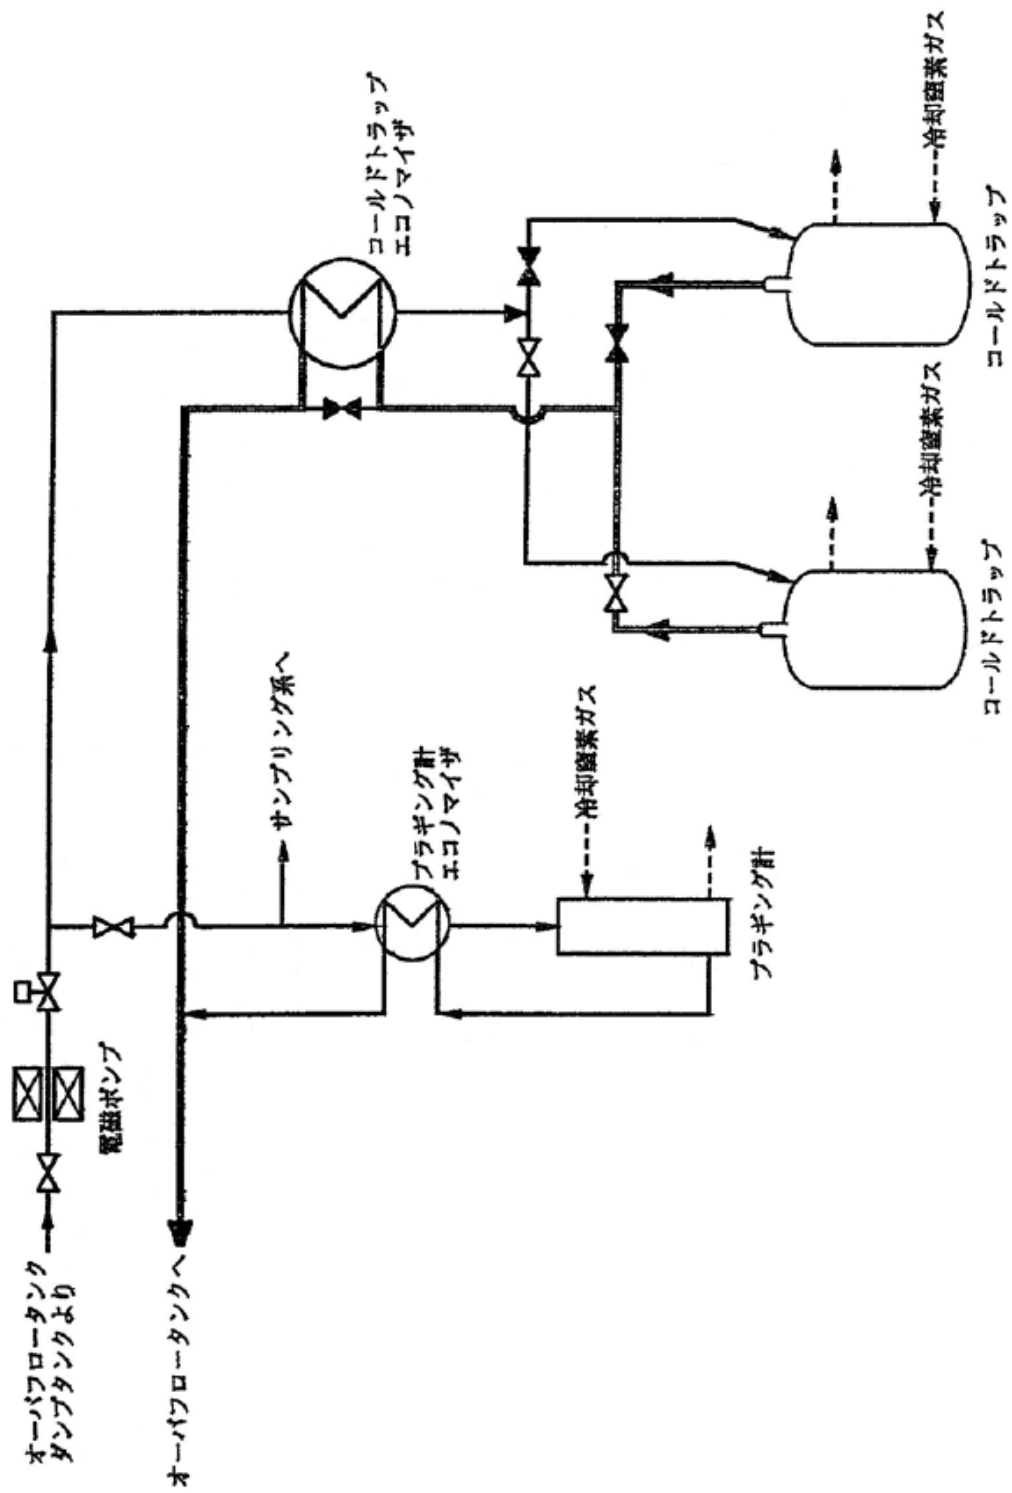 オーバフロータンク
ダンプタンクより
オーバフロータンクへ
電磁ポンプ
サンプリング系へ
プラギング計
エコノマイザ
冷却窒素ガス
プラギング計
コールドトラップ
エコノマイザ
冷却窒素ガス
コールドトラップ
冷却窒素ガス
コールドトラップ